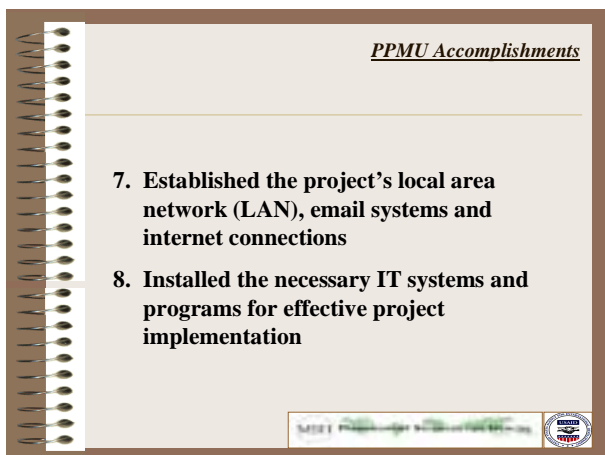 PPMU Accomplishments
7. Established the project's local area
network (LAN), email systems and
internet connections
8. Installed the necessary IT systems and
programs for effective project
implementation
USAID